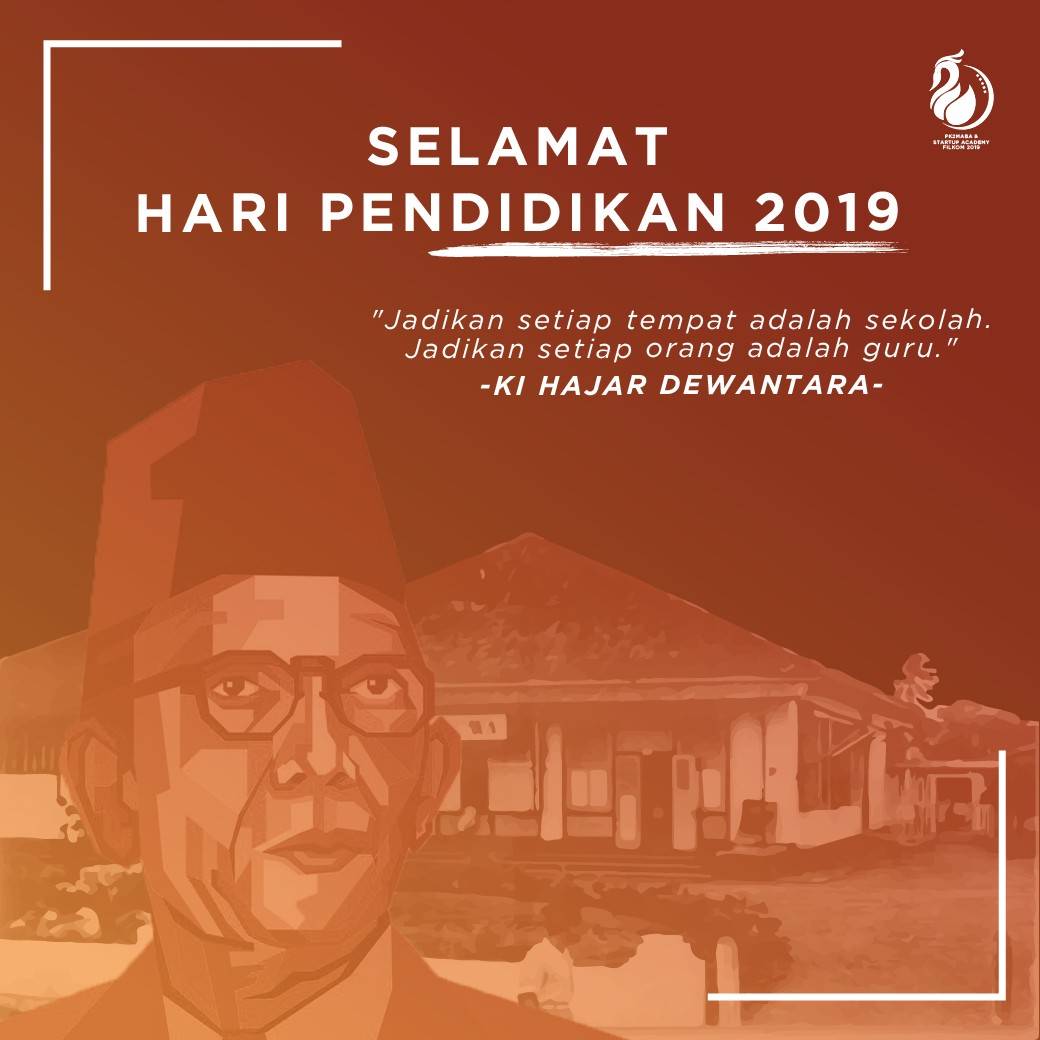 PK2MABA &
STARTUP ACADEMY
FILKOM 2019
SELAMAT
HARI PENDIDIKAN 2019
"Jadikan setiap tempat adalah sekolah.
Jadikan setiap orang adalah guru."
-KI HAJAR DEWANTARA-